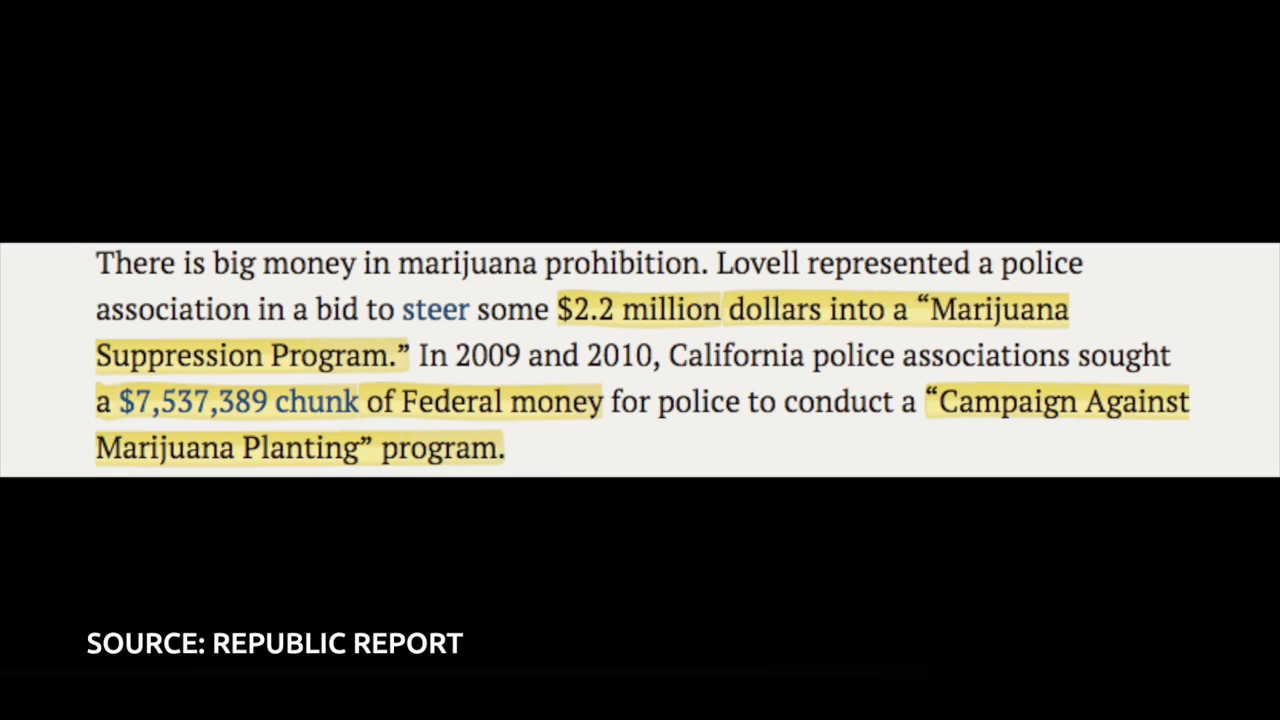 There is big money in marijuana prohibition. Lovell represented a police
association in a bid to steer some $2.2 million dollars into a “Marijuana
Suppression Program.” In 2009 and 2010, California police associations sought
a $7,537,389 chunk of Federal money for police to conduct a “Campaign Against
Marijuana Planting” program.
SOURCE: REPUBLIC REPORT